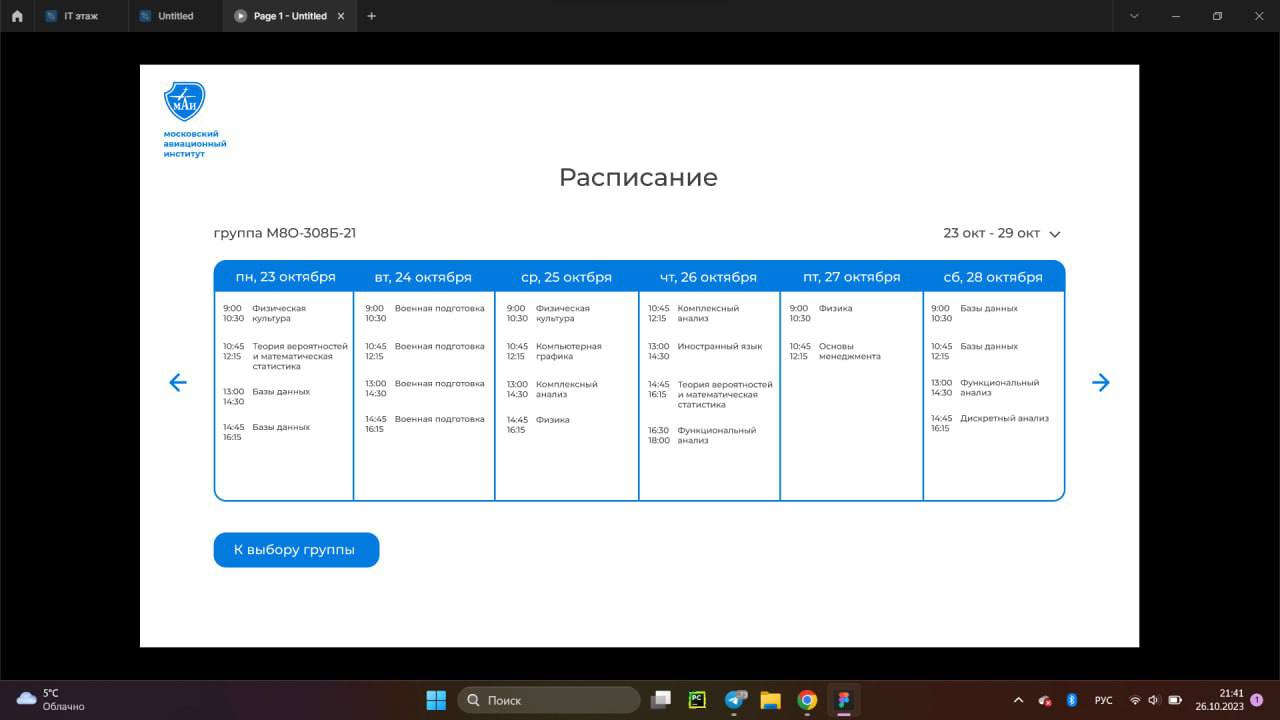 IT этаж
Untitled
Page 1 - Untitled
МАИ
московский
авиационный
институт
Расписание
группа М8О-308Б-21
23 окт - 29 окт
пн, 23 октября
9:00 Физическая
10:30 культура
10:45 Теория вероятностей
12:15 и математическая
статистика
13:00 Базы данных
14:30
14:45 Базы данных
16:15
вт, 24 октября
9:00 Военная подготовка
10:30
10:45 Военная подготовка
12:15
13:00 Военная подготовка
14:30
14:45 Военная подготовка
16:15
ср, 25 октбря
9:00 Физическая
10:30 культура
10:45 Компьютерная
12:15 графика
13:00 Комплексный
14:30 анализ
14:45 Физика
16:15
чт, 26 октября
10:45 Комплексный
12:15 анализ
13:00 Иностранный язык
14:30
14:45 Теория вероятностей
16:15 и математическая
статистика
16:30 Функциональный
18:00 анализ
пт, 27 октября
9:00 Физика
10:30
10:45 Основы
12:15 менеджмента
сб, 28 октября
9:00 Базы данных
10:30
10:45 Базы данных
12:15
13:00 Функциональный
14:30 анализ
14:45 Дискретный анализ
16:15
К выбору группы
5°C
Облачно
Поиск
PC
РУС
21:41
26.10.2023
1